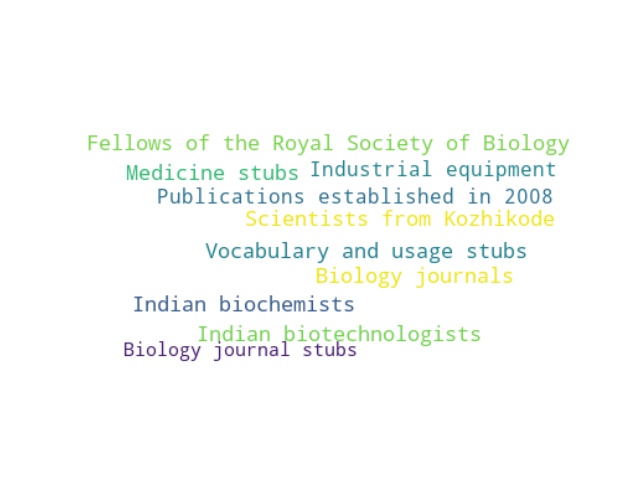 Fellows of the Royal Society of Biology
Medicine stubs
Industrial equipment
Publications established in 2008
Scientists from Kozhikode
Vocabulary and usage stubs
Biology journals
Indian biochemists
Indian biotechnologists
Biology journal stubs